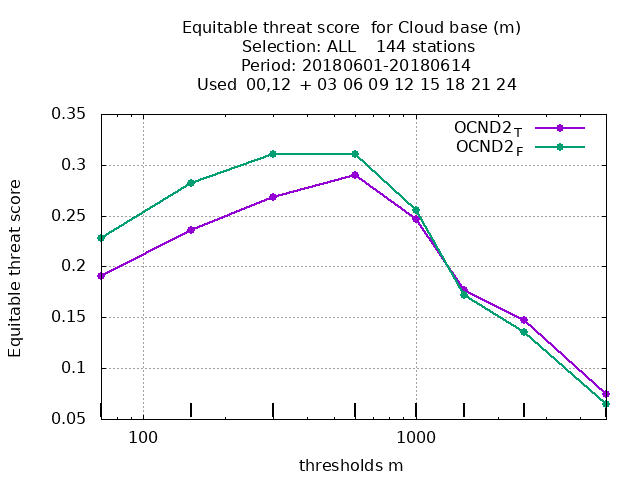 Equitable threat score  for Cloud base (m)
Selection: ALL    144 stations
Period: 20180601-20180614
Used  00,12  + 03 06 09 12 15 18 21 24
OCND2T
OCND2F
Equitable threat score
0.35
0.3
0.25
0.2
0.15
0.1
0.05
100 1000
thresholds m